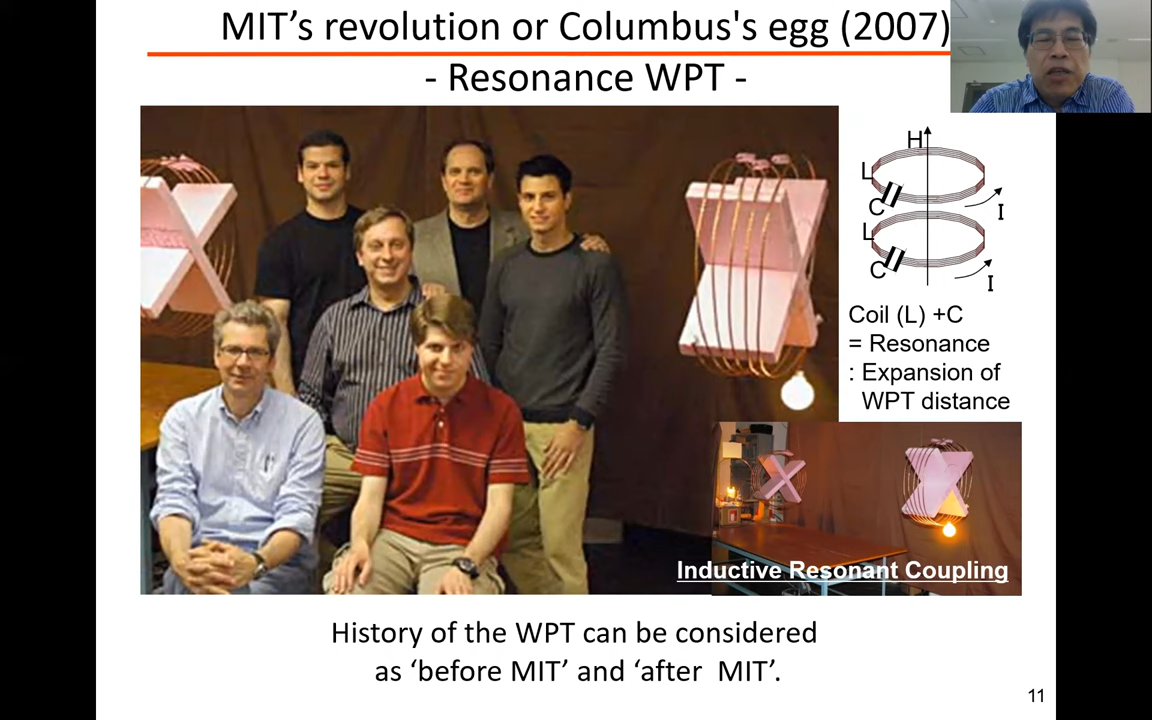 MIT’s revolution or Columbus's egg (2007)
- Resonance WPT -
H
L
C
I
L
C
I
Coil (L) +C
= Resonance
: Expansion of
WPT distance
Inductive Resonant Coupling
History of the WPT can be considered
as ‘before MIT’ and ‘after  MIT’.
11